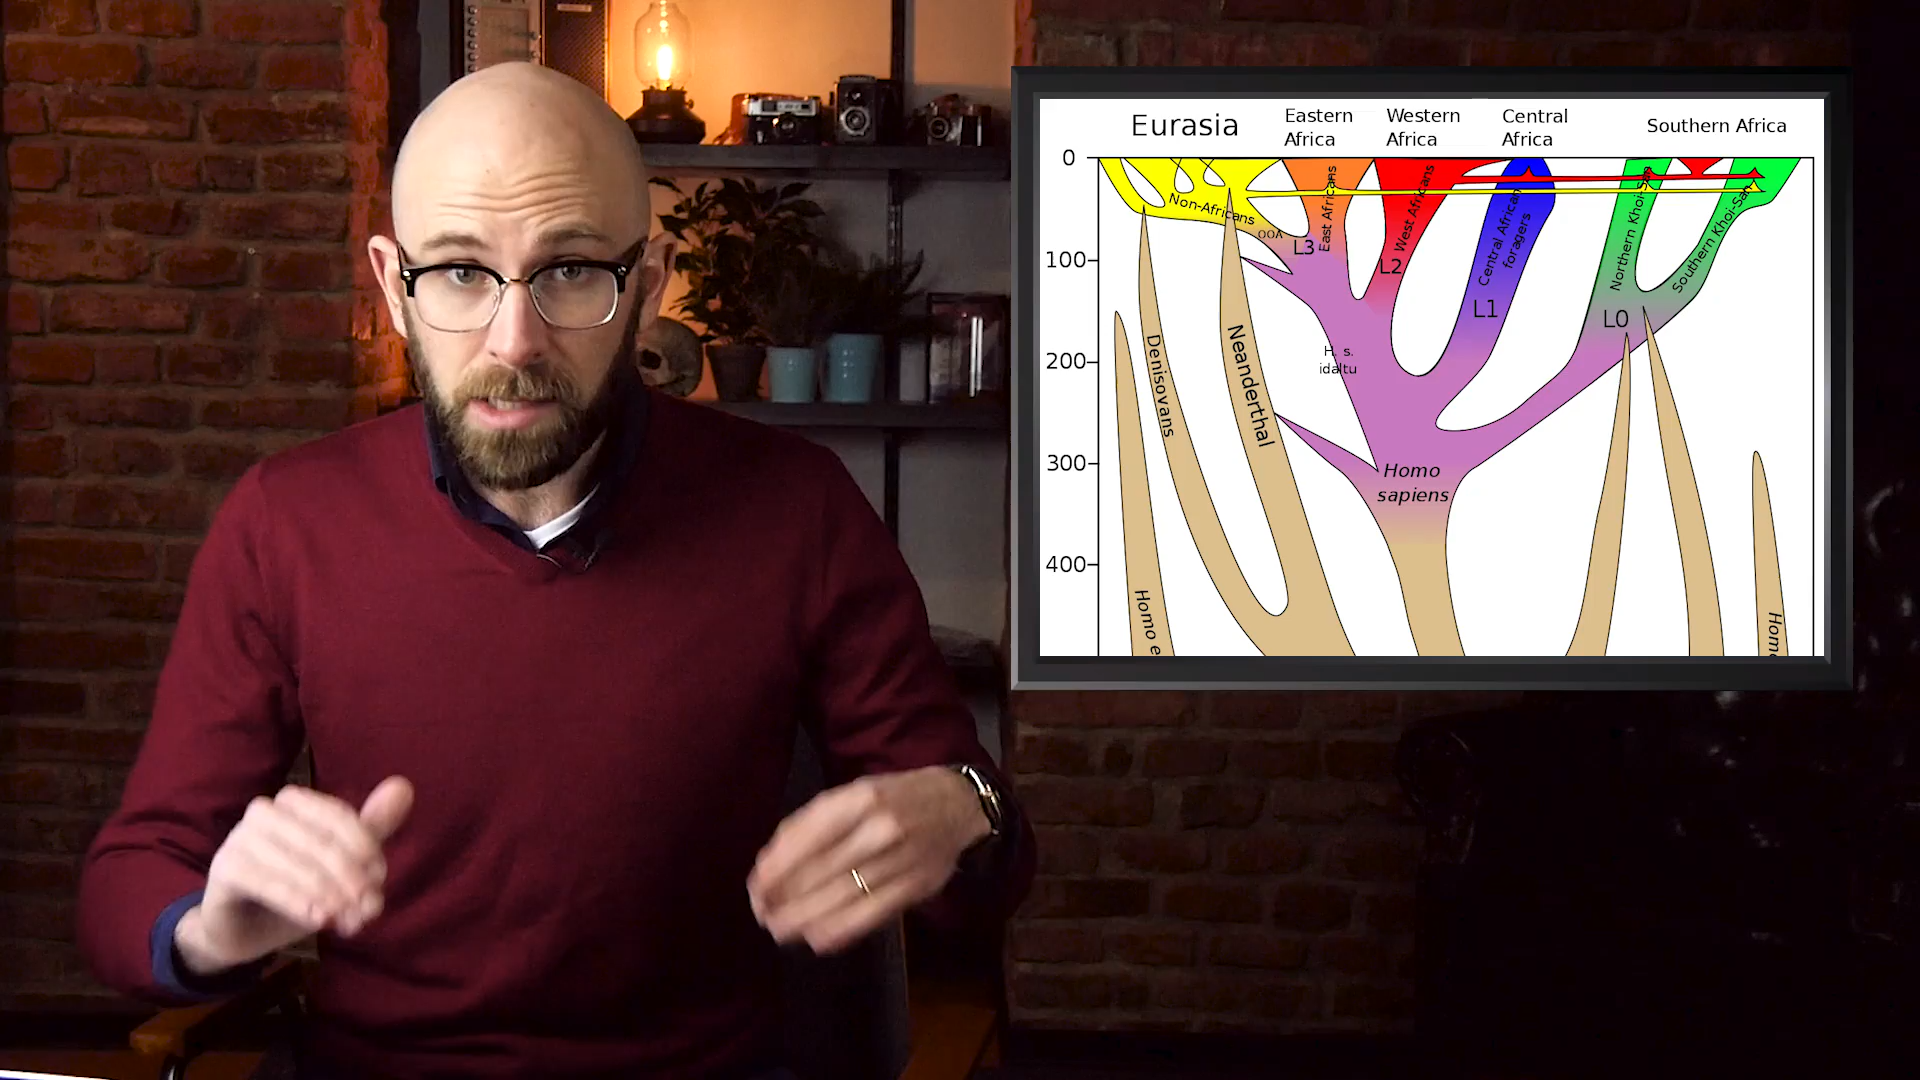 Eurasia
Eastern
Africa
Western
Africa
Central
Africa
Southern Africa
0
100
200
300
400
Non-Africans
OOA
L3
East Africans
L2
West Africans
Central African
foragers
L1
Northern Khoi-San
Southern Khoi-San
L0
H. s.
idaltu
Denisovans
Neanderthal
Homo
sapiens
Homo e
Homo